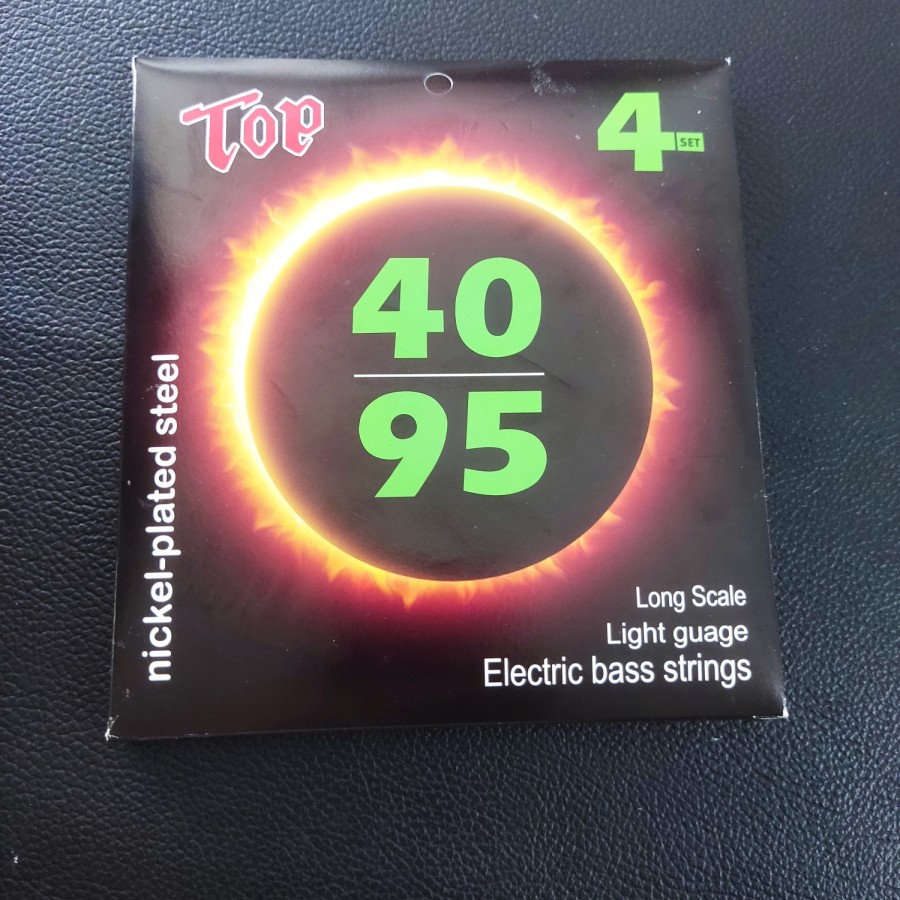 Top
4 SET
40
95
nickel-plated steel
Long Scale
Light guage
Electric bass strings